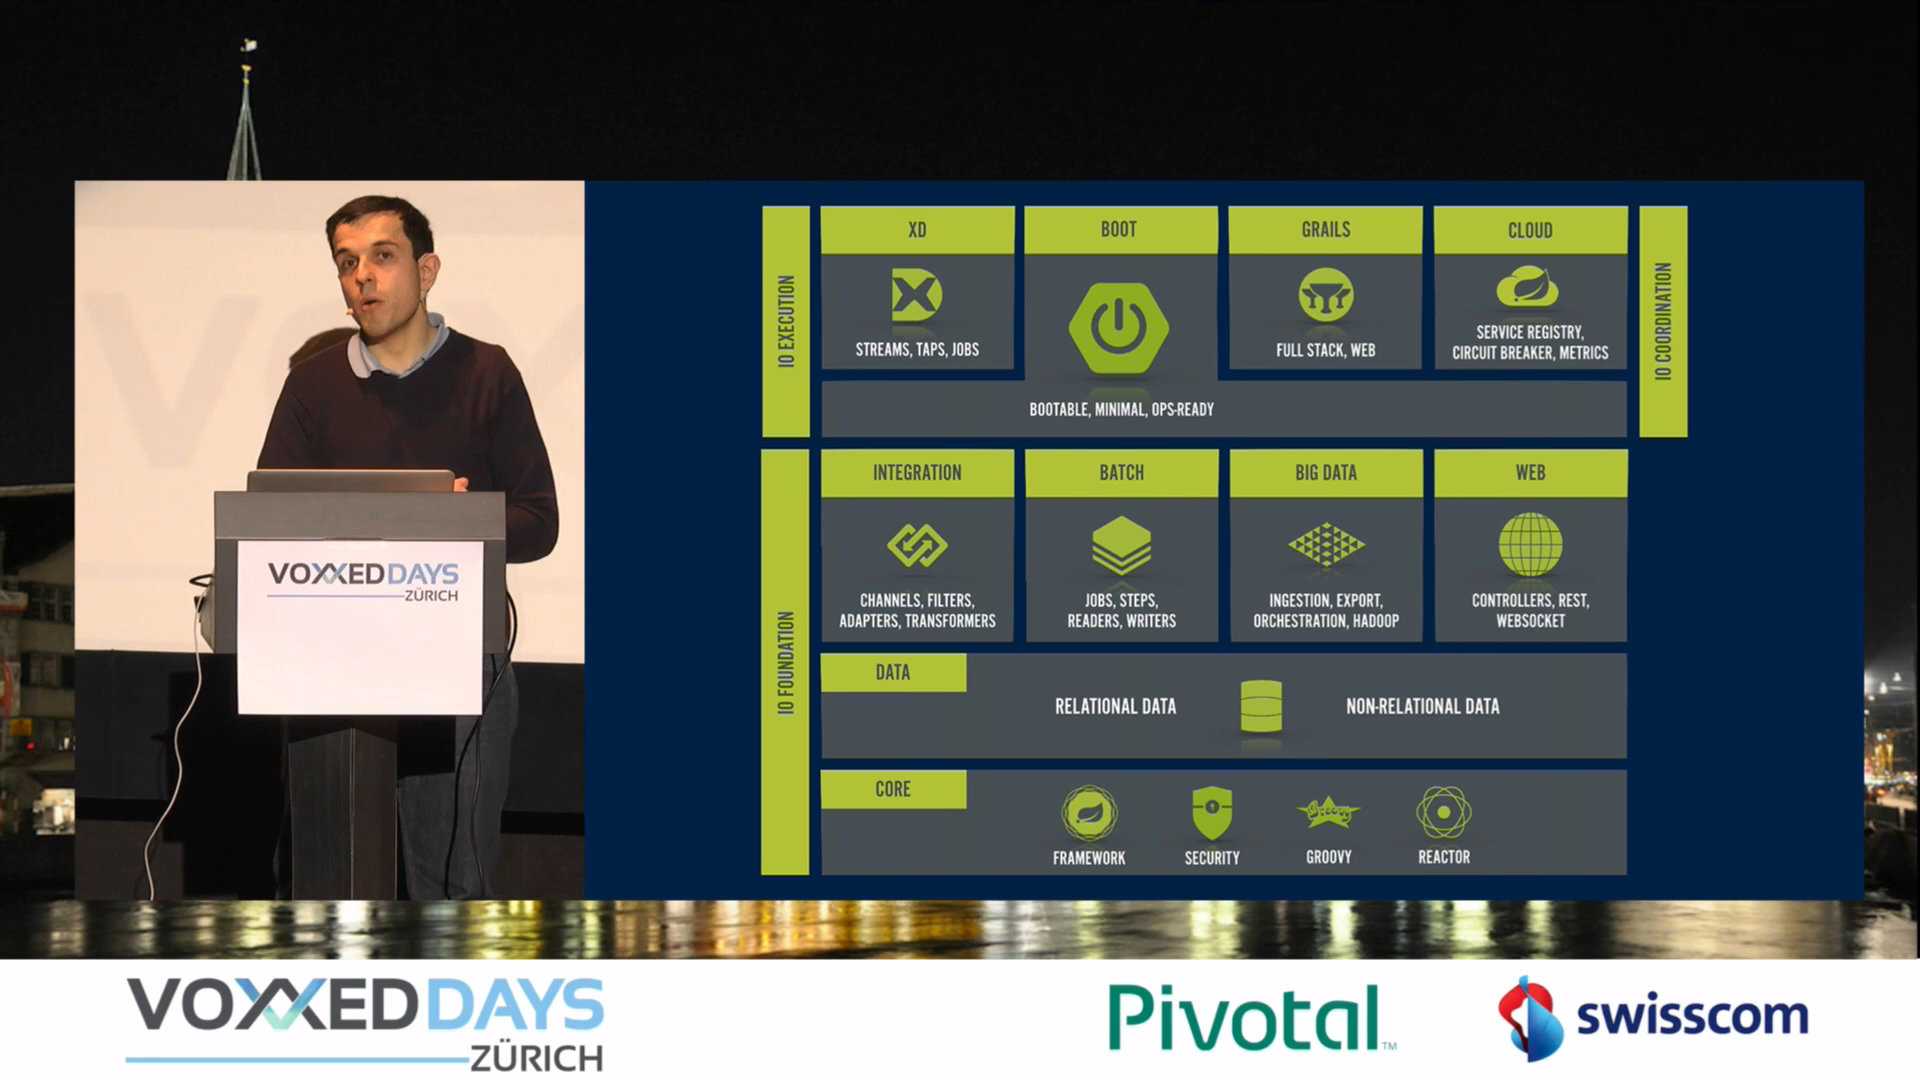 VOXXED DAYS
ZÜRICH
IO EXECUTION
XD
STREAMS, TAPS, JOBS
BOOT
BOOTABLE, MINIMAL, OPS-READY
GRAILS
FULL STACK, WEB
CLOUD
SERVICE REGISTRY,
CIRCUIT BREAKER, METRICS
IO COORDINATION
IO FOUNDATION
INTEGRATION
CHANNELS, FILTERS,
ADAPTERS, TRANSFORMERS
BATCH
JOBS, STEPS,
READERS, WRITERS
BIG DATA
INGESTION, EXPORT,
ORCHESTRATION, HADOOP
WEB
CONTROLLERS, REST,
WEBSOCKET
DATA
RELATIONAL DATA
NON-RELATIONAL DATA
CORE
FRAMEWORK
SECURITY
Groovy
GROOVY
REACTOR
VOXXED DAYS
ZÜRICH
Pivotal™
swisscom